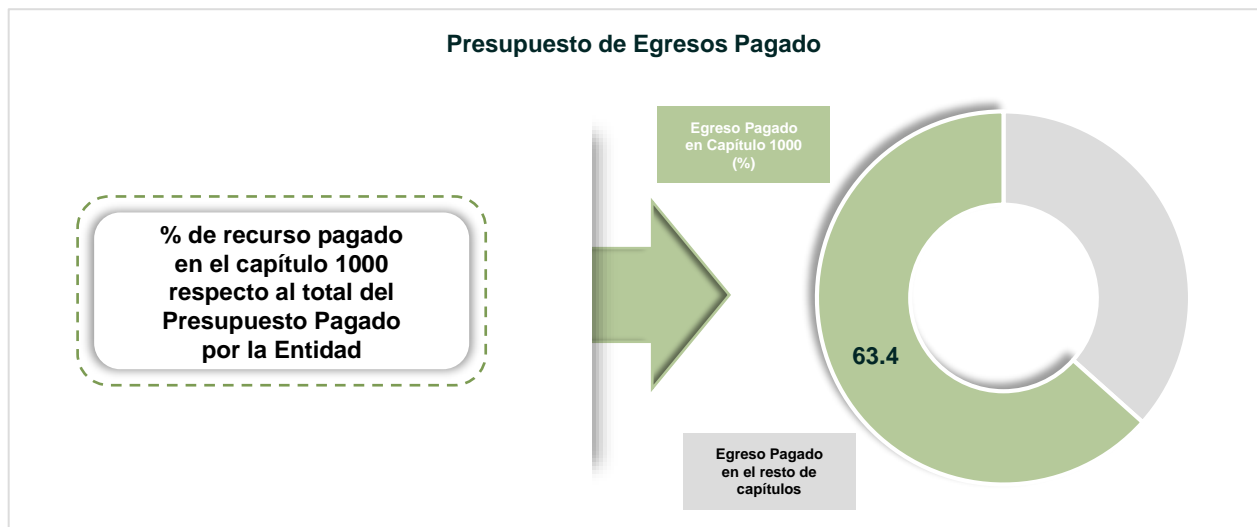 Presupuesto de Egresos Pagado
Egreso Pagado
en Capítulo 1000
(%)
% de recurso pagado
en el capítulo 1000
respecto al total del
Presupuesto Pagado
por la Entidad
63.4
Egreso Pagado
en el resto de
capítulos